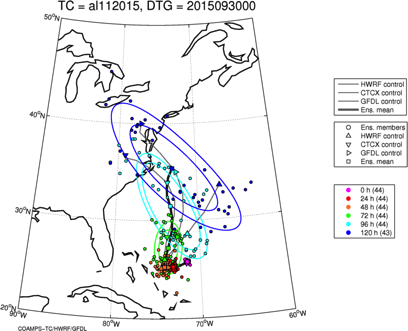 TC = al112015, DTG = 2015093000
50°N
40°N
30°N
20°N
90°W
80°W
70°W
60°W
HWRF control
CTCX control
GFDL control
Ens. mean
Ens. members
HWRF control
CTCX control
GFDL control
Ens. mean
0 h (44)
24 h (44)
48 h (44)
72 h (44)
96 h (44)
120 h (43)
COAMPS-TC/HWRF/GFDL